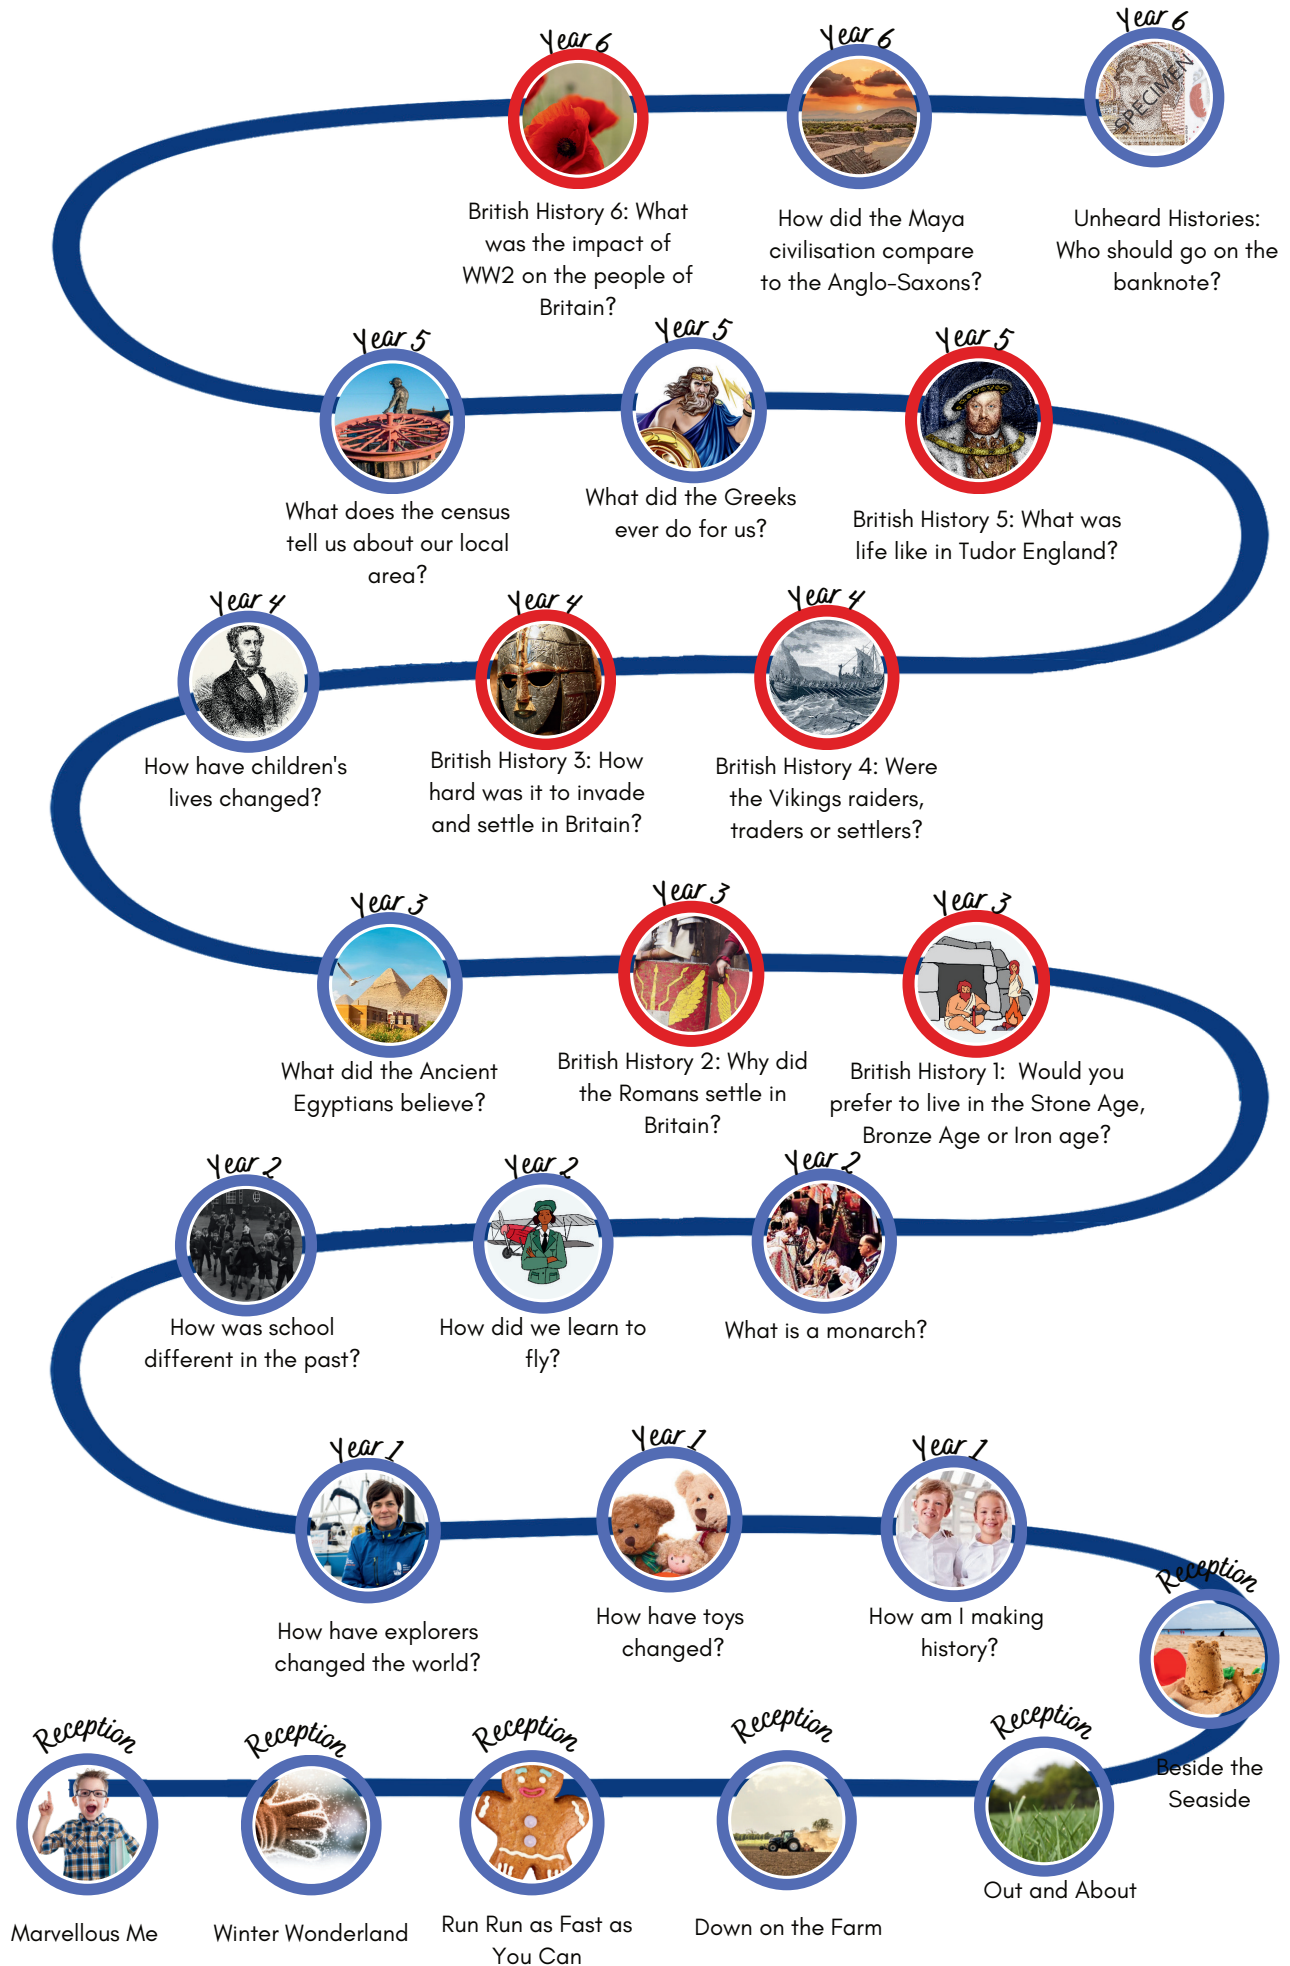 Year 6
Year 6
Year 6
SPECIMEN
British History 6: What
was the impact of
WW2 on the people of
Britain?
How did the Maya
civilisation compare
to the Anglo-Saxons?
Unheard Histories:
Who should go on the
banknote?
Year 5
Year 5
Year 5
What does the census
tell us about our local
area?
What did the Greeks
ever do for us?
British History 5: What was
life like in Tudor England?
Year 4
Year 4
Year 4
How have children's
lives changed?
British History 3: How
hard was it to invade
and settle in Britain?
British History 4: Were
the Vikings raiders,
traders or settlers?
Year 3
Year 3
Year 3
What did the Ancient
Egyptians believe?
British History 2: Why did
the Romans settle in
Britain?
British History 1:  Would you
prefer to live in the Stone Age,
Bronze Age or Iron age?
Year 2
Year 2
Year 2
How was school
different in the past?
How did we learn to
fly?
What is a monarch?
Year 1
Year 1
Year 1
How have explorers
changed the world?
How have toys
changed?
How am I making
history?
Reception
Beside the
Seaside
Reception
Reception
Reception
Reception
Reception
Marvellous Me
Winter Wonderland
Run Run as Fast as
You Can
Down on the Farm
Out and About